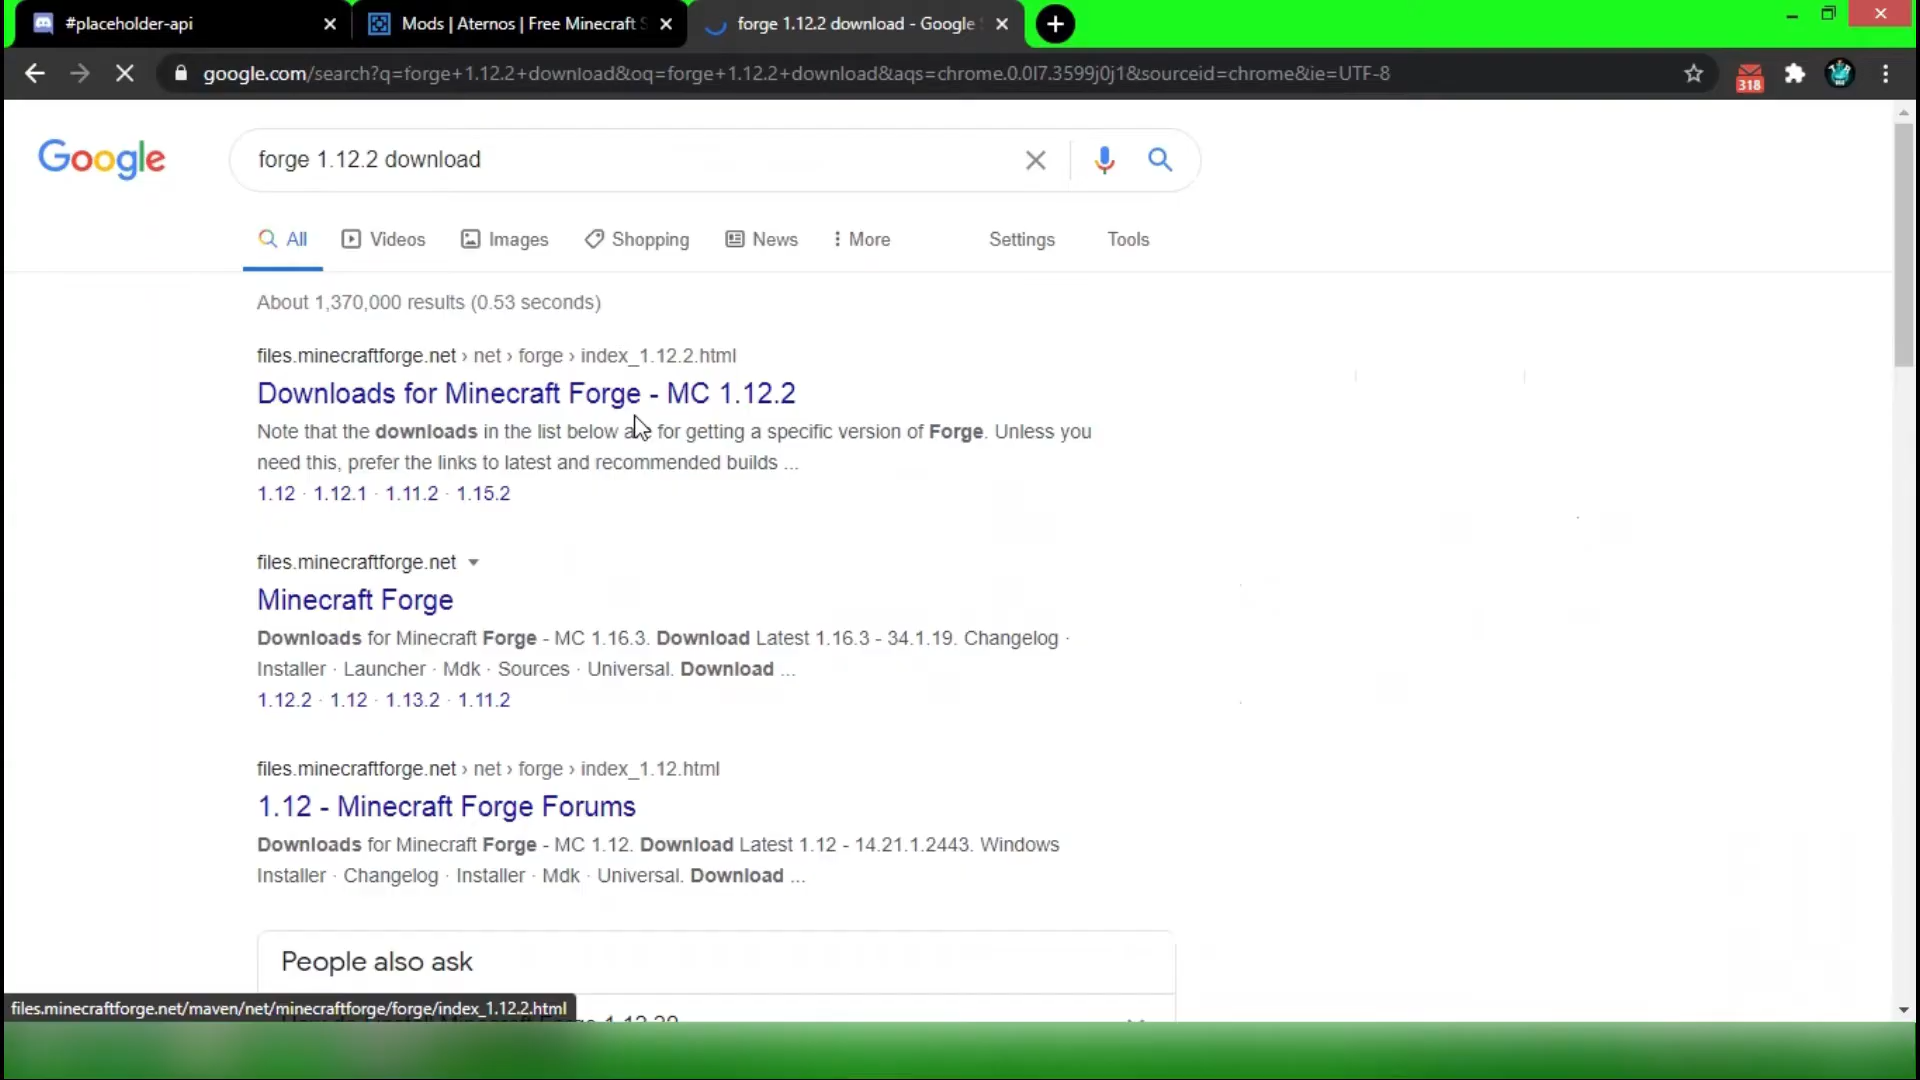 #placeholder-api
Mods | Aternos | Free Minecraft S
forge 1.12.2 download - Google S
google.com/search?q=forge+1.12.2+download&oq=forge+1.12.2+download&aqs=chrome.0.0l7.3599j0j1&sourceid=chrome&ie=UTF-8
318
Google
forge 1.12.2 download
All Videos Images Shopping News More Settings Tools
About 1,370,000 results (0.53 seconds)
files.minecraftforge.net › net › forge › index_1.12.2.html
Downloads for Minecraft Forge - MC 1.12.2
Note that the downloads in the list below are for getting a specific version of Forge. Unless you
need this, prefer the links to latest and recommended builds ...
1.12 · 1.12.1 · 1.11.2 · 1.15.2
files.minecraftforge.net
Minecraft Forge
Downloads for Minecraft Forge - MC 1.16.3. Download Latest 1.16.3 - 34.1.19. Changelog ·
Installer · Launcher · Mdk · Sources · Universal. Download ...
1.12.2 · 1.12 · 1.13.2 · 1.11.2
files.minecraftforge.net › net › forge › index_1.12.html
1.12 - Minecraft Forge Forums
Downloads for Minecraft Forge - MC 1.12. Download Latest 1.12 - 14.21.1.2443. Windows
Installer · Changelog · Installer · Mdk · Universal. Download ...
People also ask
files.minecraftforge.net/maven/net/minecraftforge/forge/index_1.12.2.html